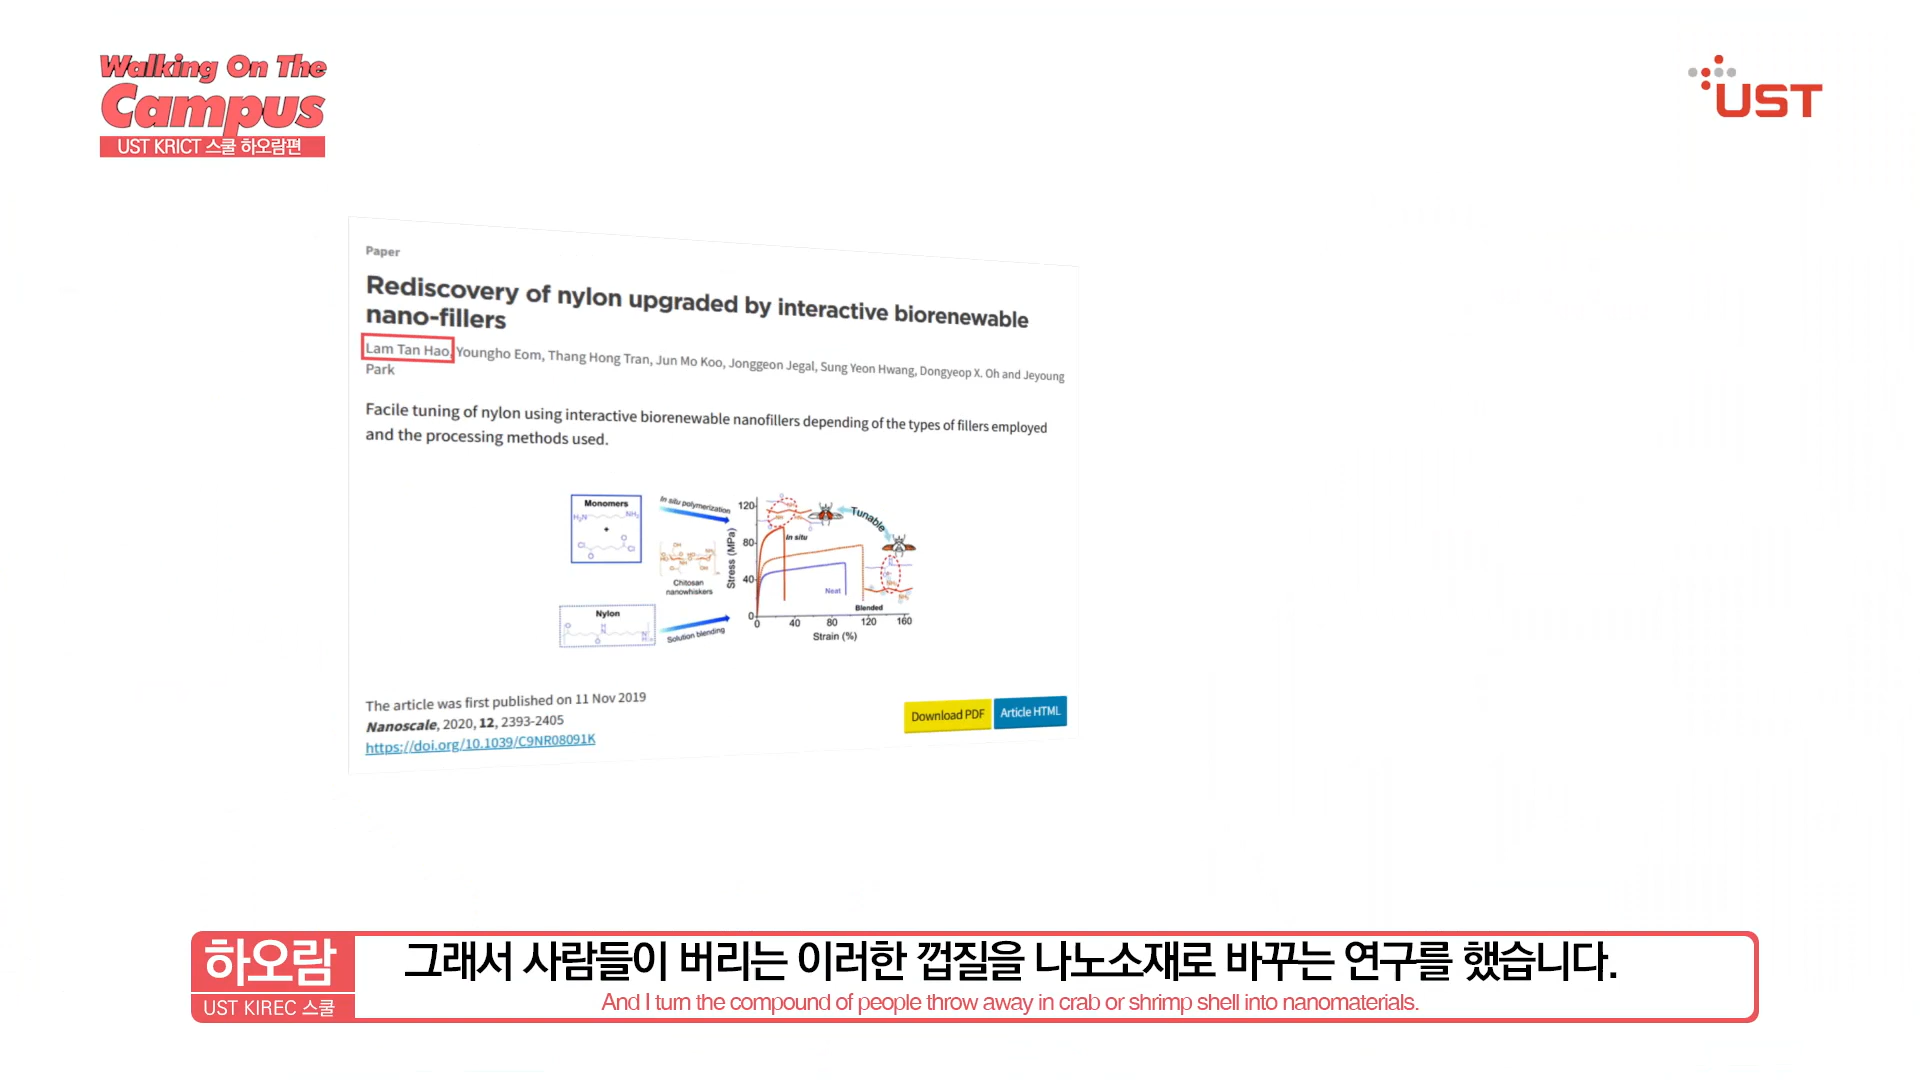 Walking On The
Campus
UST KRICT 스쿨 하오람편
UST
Paper
Rediscovery of nylon upgraded by interactive biorenewable
nano-fillers
Lam Tan Hao, Youngho Eom, Thang Hong Tran, Jun Mo Koo, Jonggeon Jegal, Sung Yeon Hwang, Dongyeop X. Oh and Jeyoung
Park
Facile tuning of nylon using interactive biorenewable nanofillers depending of the types of fillers employed
and the processing methods used.
Monomers
H₂N NH₂
+
Cl O O Cl
In situ polymerization
Chitosan
nanowhiskers
Nylon
Solution blending
Stress (MPa)
120
80
40
0
0 40 80 120 160
Strain (%)
In situ
Neat
Blended
Tunable
The article was first published on 11 Nov 2019
Nanoscale, 2020, 12, 2393-2405
https://doi.org/10.1039/C9NR08091K
Download PDF
Article HTML
하오람
UST KIREC 스쿨
그래서 사람들이 버리는 이러한 껍질을 나노소재로 바꾸는 연구를 했습니다.
And I turn the compound of people throw away in crab or shrimp shell into nanomaterials.